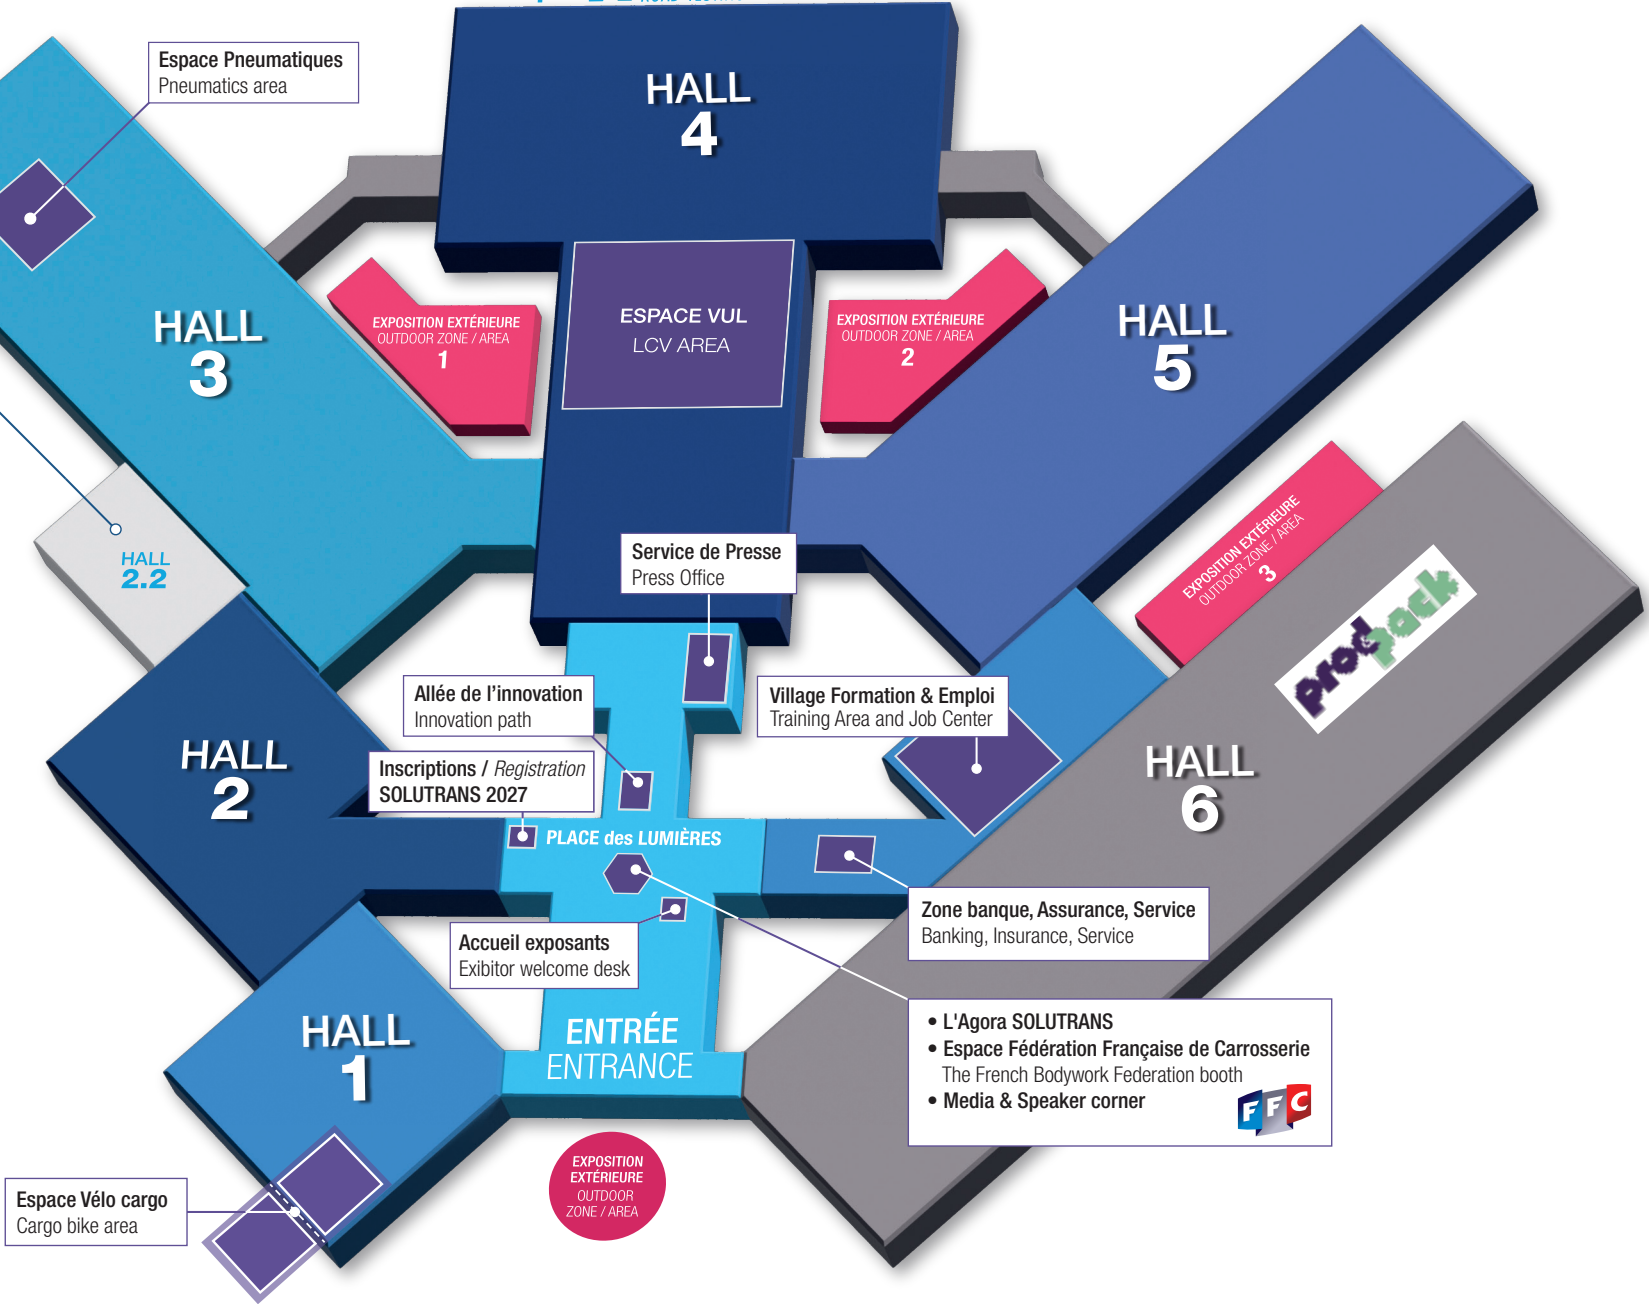 Espace Pneumatiques
Pneumatics area
HALL
4
HALL
3
EXPOSITION EXTÉRIEURE
OUTDOOR ZONE / AREA
1
ESPACE VUL
LCV AREA
EXPOSITION EXTÉRIEURE
OUTDOOR ZONE / AREA
2
HALL
5
HALL
2.2
Service de Presse
Press Office
EXPOSITION EXTÉRIEURE
OUTDOOR ZONE / AREA
3
prodpack
Allée de l'innovation
Innovation path
Village Formation & Emploi
Training Area and Job Center
HALL
2
Inscriptions / Registration
SOLUTRANS 2027
HALL
6
PLACE des LUMIÈRES
Accueil exposants
Exibitor welcome desk
Zone banque, Assurance, Service
Banking, Insurance, Service
HALL
1
ENTRÉE
ENTRANCE
• L'Agora SOLUTRANS
• Espace Fédération Française de Carrosserie
The French Bodywork Federation booth
• Media & Speaker corner
FFC
EXPOSITION
EXTÉRIEURE
OUTDOOR
ZONE / AREA
Espace Vélo cargo
Cargo bike area